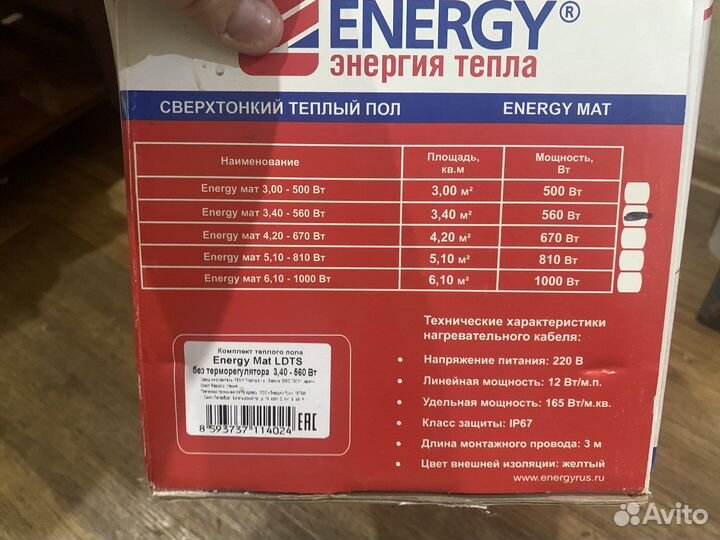 ENERGY®
энергия тепла
СВЕРХТОНКИЙ ТЕПЛЫЙ ПОЛ ENERGY MAT
Наименование Площадь, кв.м Мощность, Вт
Energy мат 3,00 - 500 Вт 3,00 м² 500 Вт
Energy мат 3,40 - 560 Вт 3,40 м² 560 Вт
Energy мат 4,20 - 670 Вт 4,20 м² 670 Вт
Energy мат 5,10 - 810 Вт 5,10 м² 810 Вт
Energy мат 6,10 - 1000 Вт 6,10 м² 1000 Вт
Комплект теплого пола
Energy Mat LDTS
без терморегулятора 3,40 - 560 Вт
8 593737 114024
EAC
Технические характеристики
нагревательного кабеля:
• Напряжение питания: 220 В
• Линейная мощность: 12 Вт/м.п.
• Удельная мощность: 165 Вт/м.кв.
• Класс защиты: IP67
• Длина монтажного провода: 3 м
• Цвет внешней изоляции: желтый
www.energyrus.ru
Avito